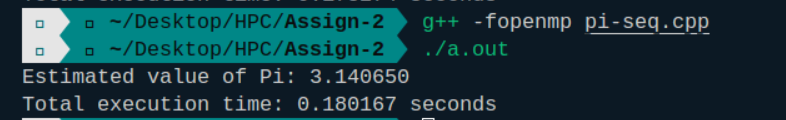 ~/Desktop/HPC/Assign-2 g++ -fopenmp pi-seq.cpp
~/Desktop/HPC/Assign-2 ./a.out
Estimated value of Pi: 3.140650
Total execution time: 0.180167 seconds